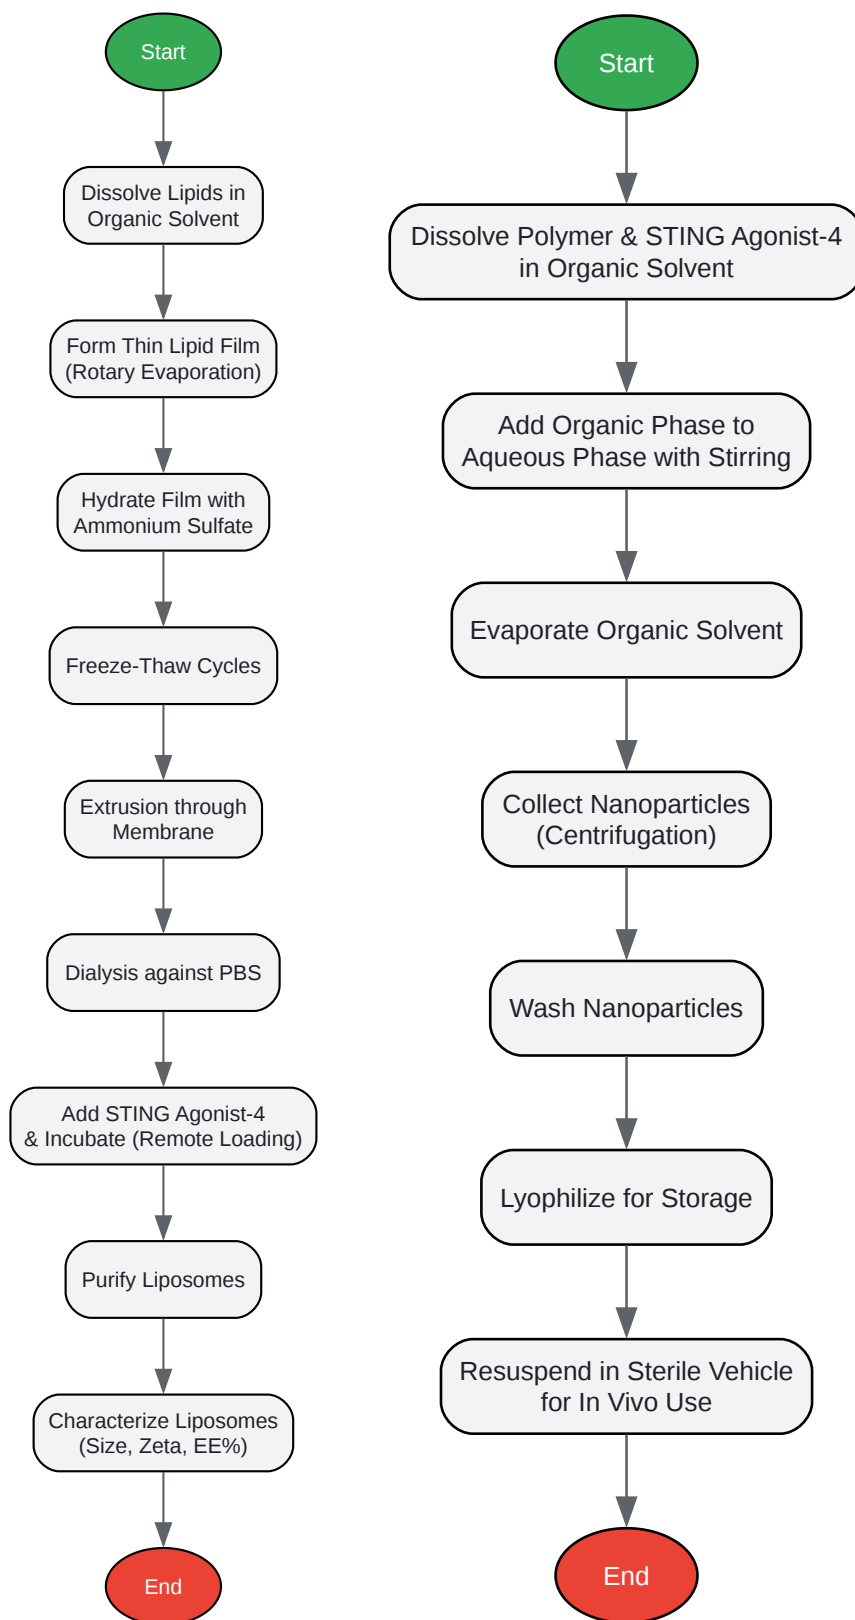 Start
Dissolve Lipids in
Organic Solvent
Form Thin Lipid Film
(Rotary Evaporation)
Hydrate Film with
Ammonium Sulfate
Freeze-Thaw Cycles
Extrusion through
Membrane
Dialysis against PBS
Add STING Agonist-4
& Incubate (Remote Loading)
Purify Liposomes
Characterize Liposomes
(Size, Zeta, EE%)
End
Start
Dissolve Polymer & STING Agonist-4
in Organic Solvent
Add Organic Phase to
Aqueous Phase with Stirring
Evaporate Organic Solvent
Collect Nanoparticles
(Centrifugation)
Wash Nanoparticles
Lyophilize for Storage
Resuspend in Sterile Vehicle
for In Vivo Use
End